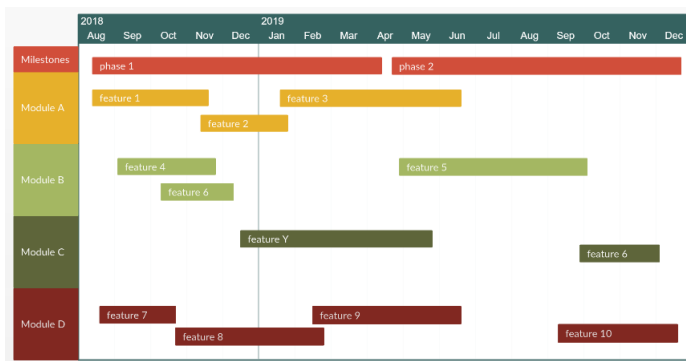 2018 2019
Aug Sep Oct Nov Dec Jan Feb Mar Apr May Jun Jul Aug Sep Oct Nov Dec
Milestones phase 1 phase 2
feature 1 feature 3
Module A
feature 2
feature 4 feature 5
Module B
feature 6
feature Y
Module C feature 6
feature 7 feature 9
Module D
feature 8 feature 10